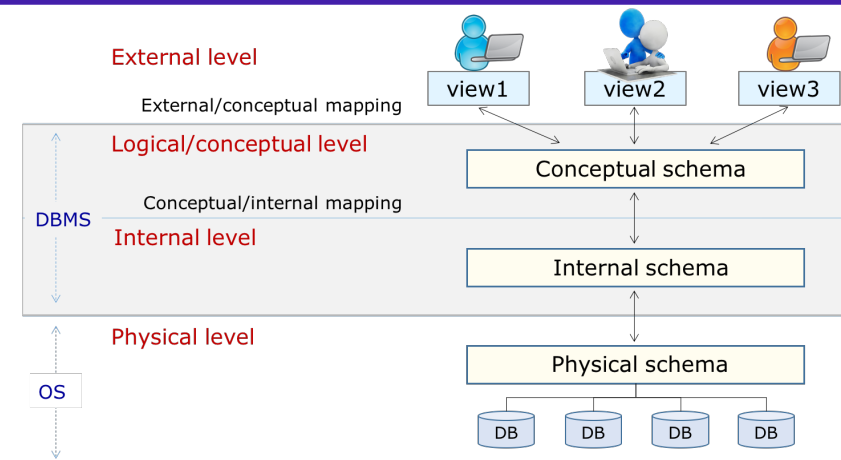 External level
view1
view2
view3
External/conceptual mapping
Logical/conceptual level
Conceptual schema
Conceptual/internal mapping
DBMS
Internal level
Internal schema
Physical level
Physical schema
OS
DB
DB
DB
DB